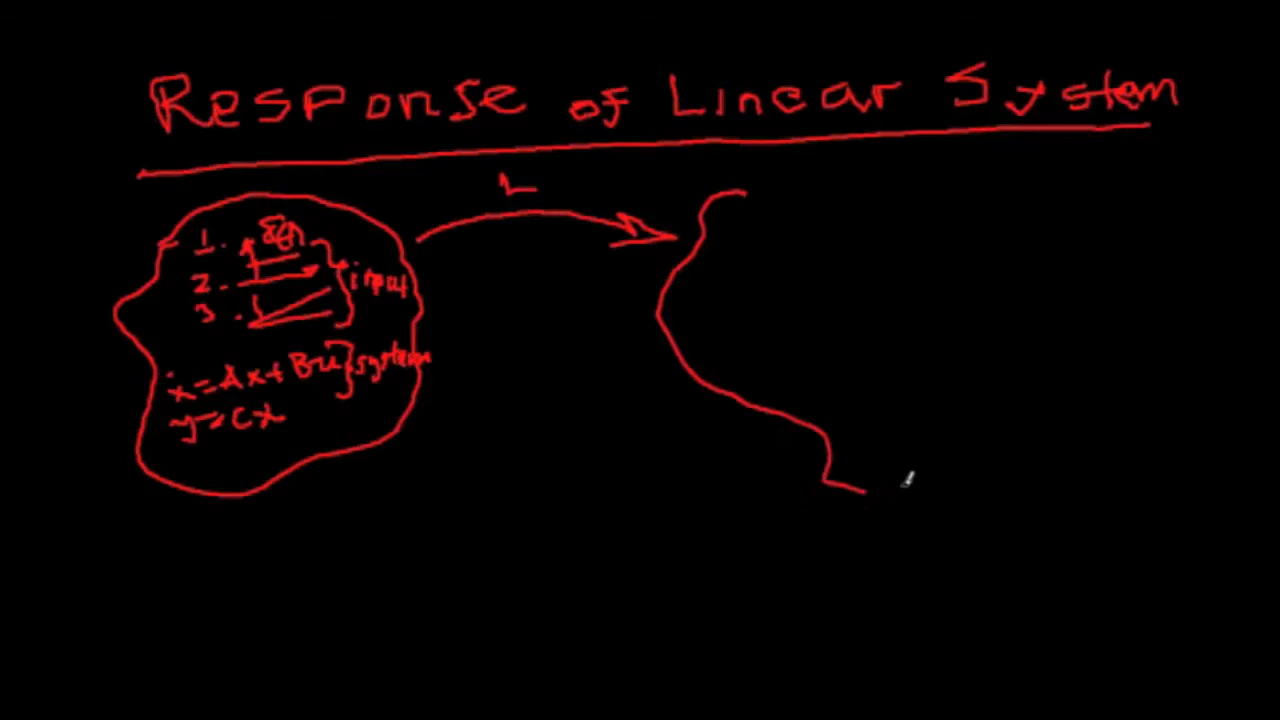 Response of Linear System
L
1. δ(t)
2.
3.
input
ẋ=Ax+Bu}system
y=cx